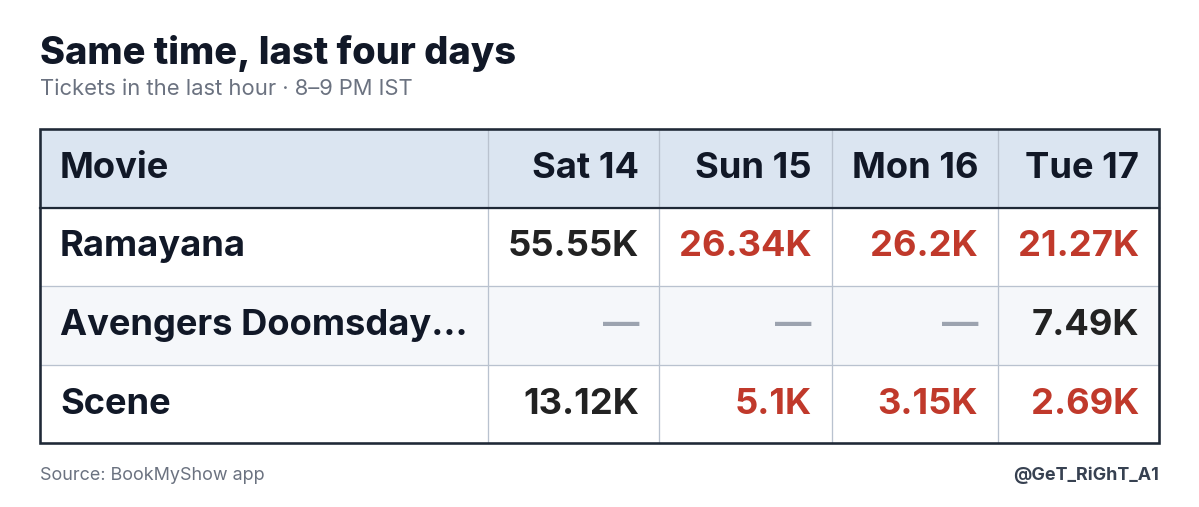 Same time, last four days
Tickets in the last hour · 8–9 PM IST
Movie Sat 14 Sun 15 Mon 16 Tue 17
Ramayana 55.55K 26.34K 26.2K 21.27K
Avengers Doomsday... — — — 7.49K
Scene 13.12K 5.1K 3.15K 2.69K
Source: BookMyShow app @GeT_RiGhT_A1